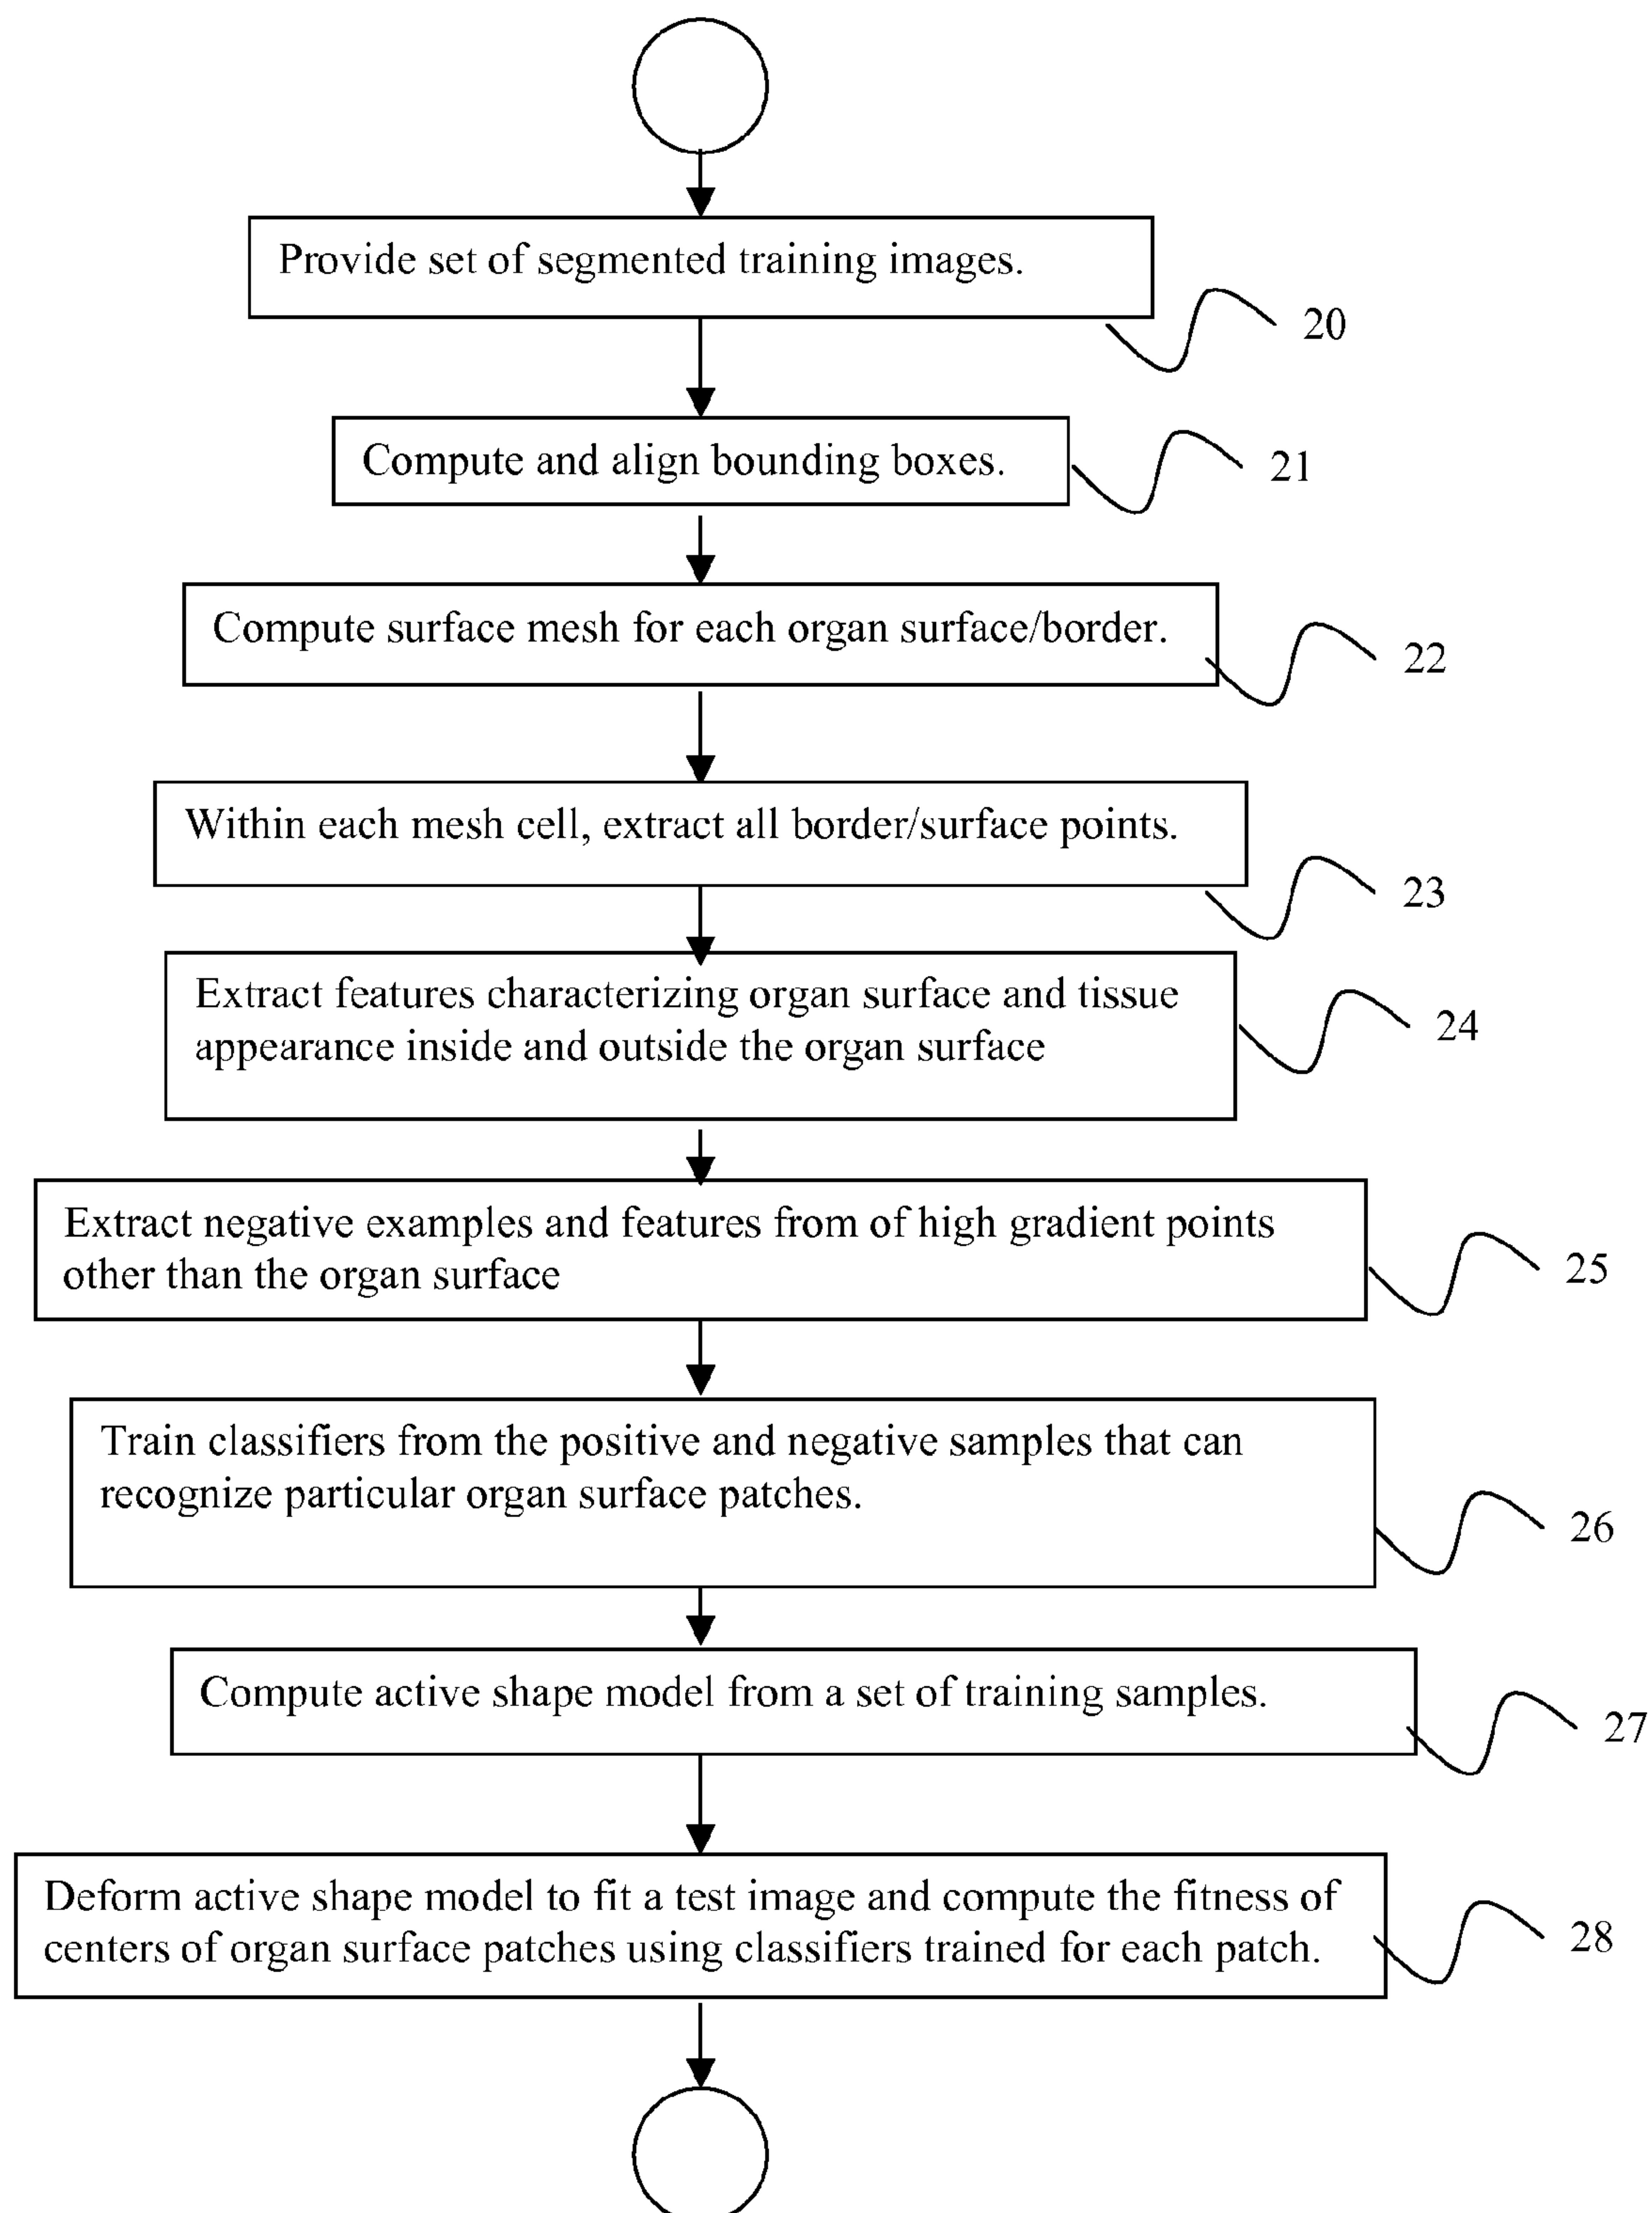 Provide set of segmented training images.
20
Compute and align bounding boxes.
21
Compute surface mesh for each organ surface/border.
22
Within each mesh cell, extract all border/surface points.
23
Extract features characterizing organ surface and tissue
appearance inside and outside the organ surface
24
Extract negative examples and features from of high gradient points
other than the organ surface
25
Train classifiers from the positive and negative samples that can
recognize particular organ surface patches.
26
Compute active shape model from a set of training samples.
27
Deform active shape model to fit a test image and compute the fitness of
centers of organ surface patches using classifiers trained for each patch.
28